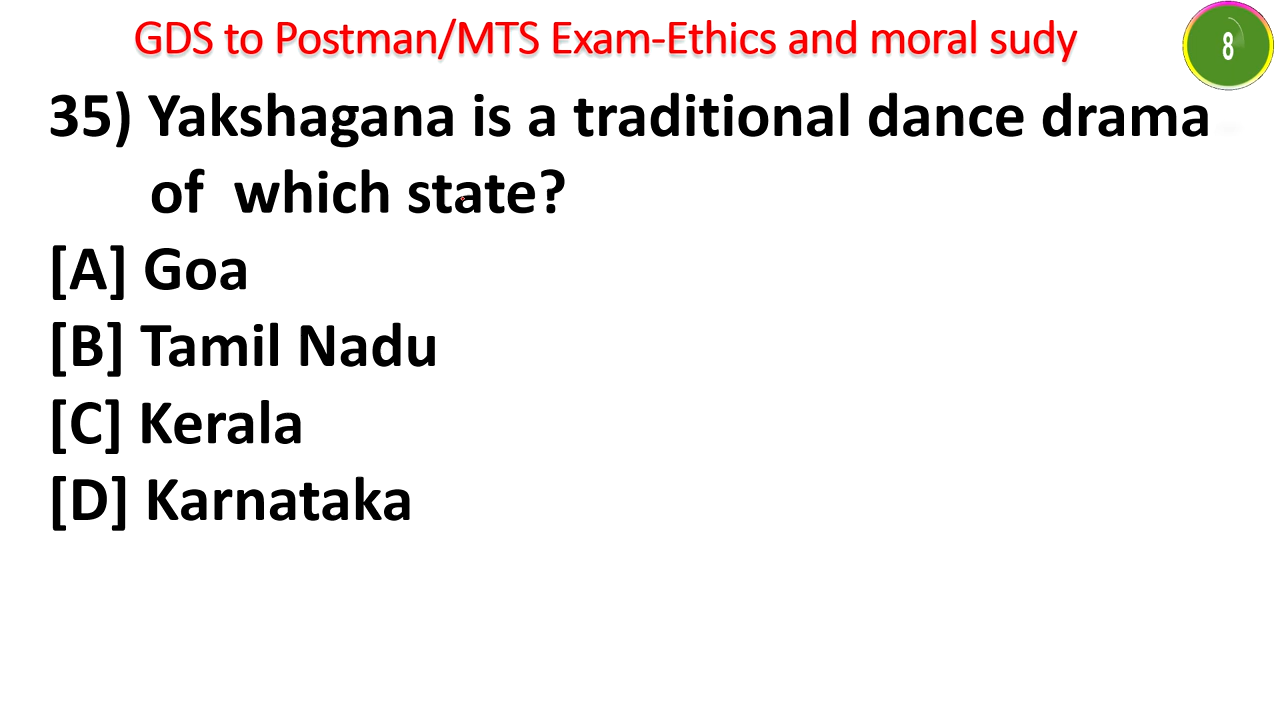 GDS to Postman/MTS Exam-Ethics and moral sudy
8
35) Yakshagana is a traditional dance drama
of which state?
[A] Goa
[B] Tamil Nadu
[C] Kerala
[D] Karnataka